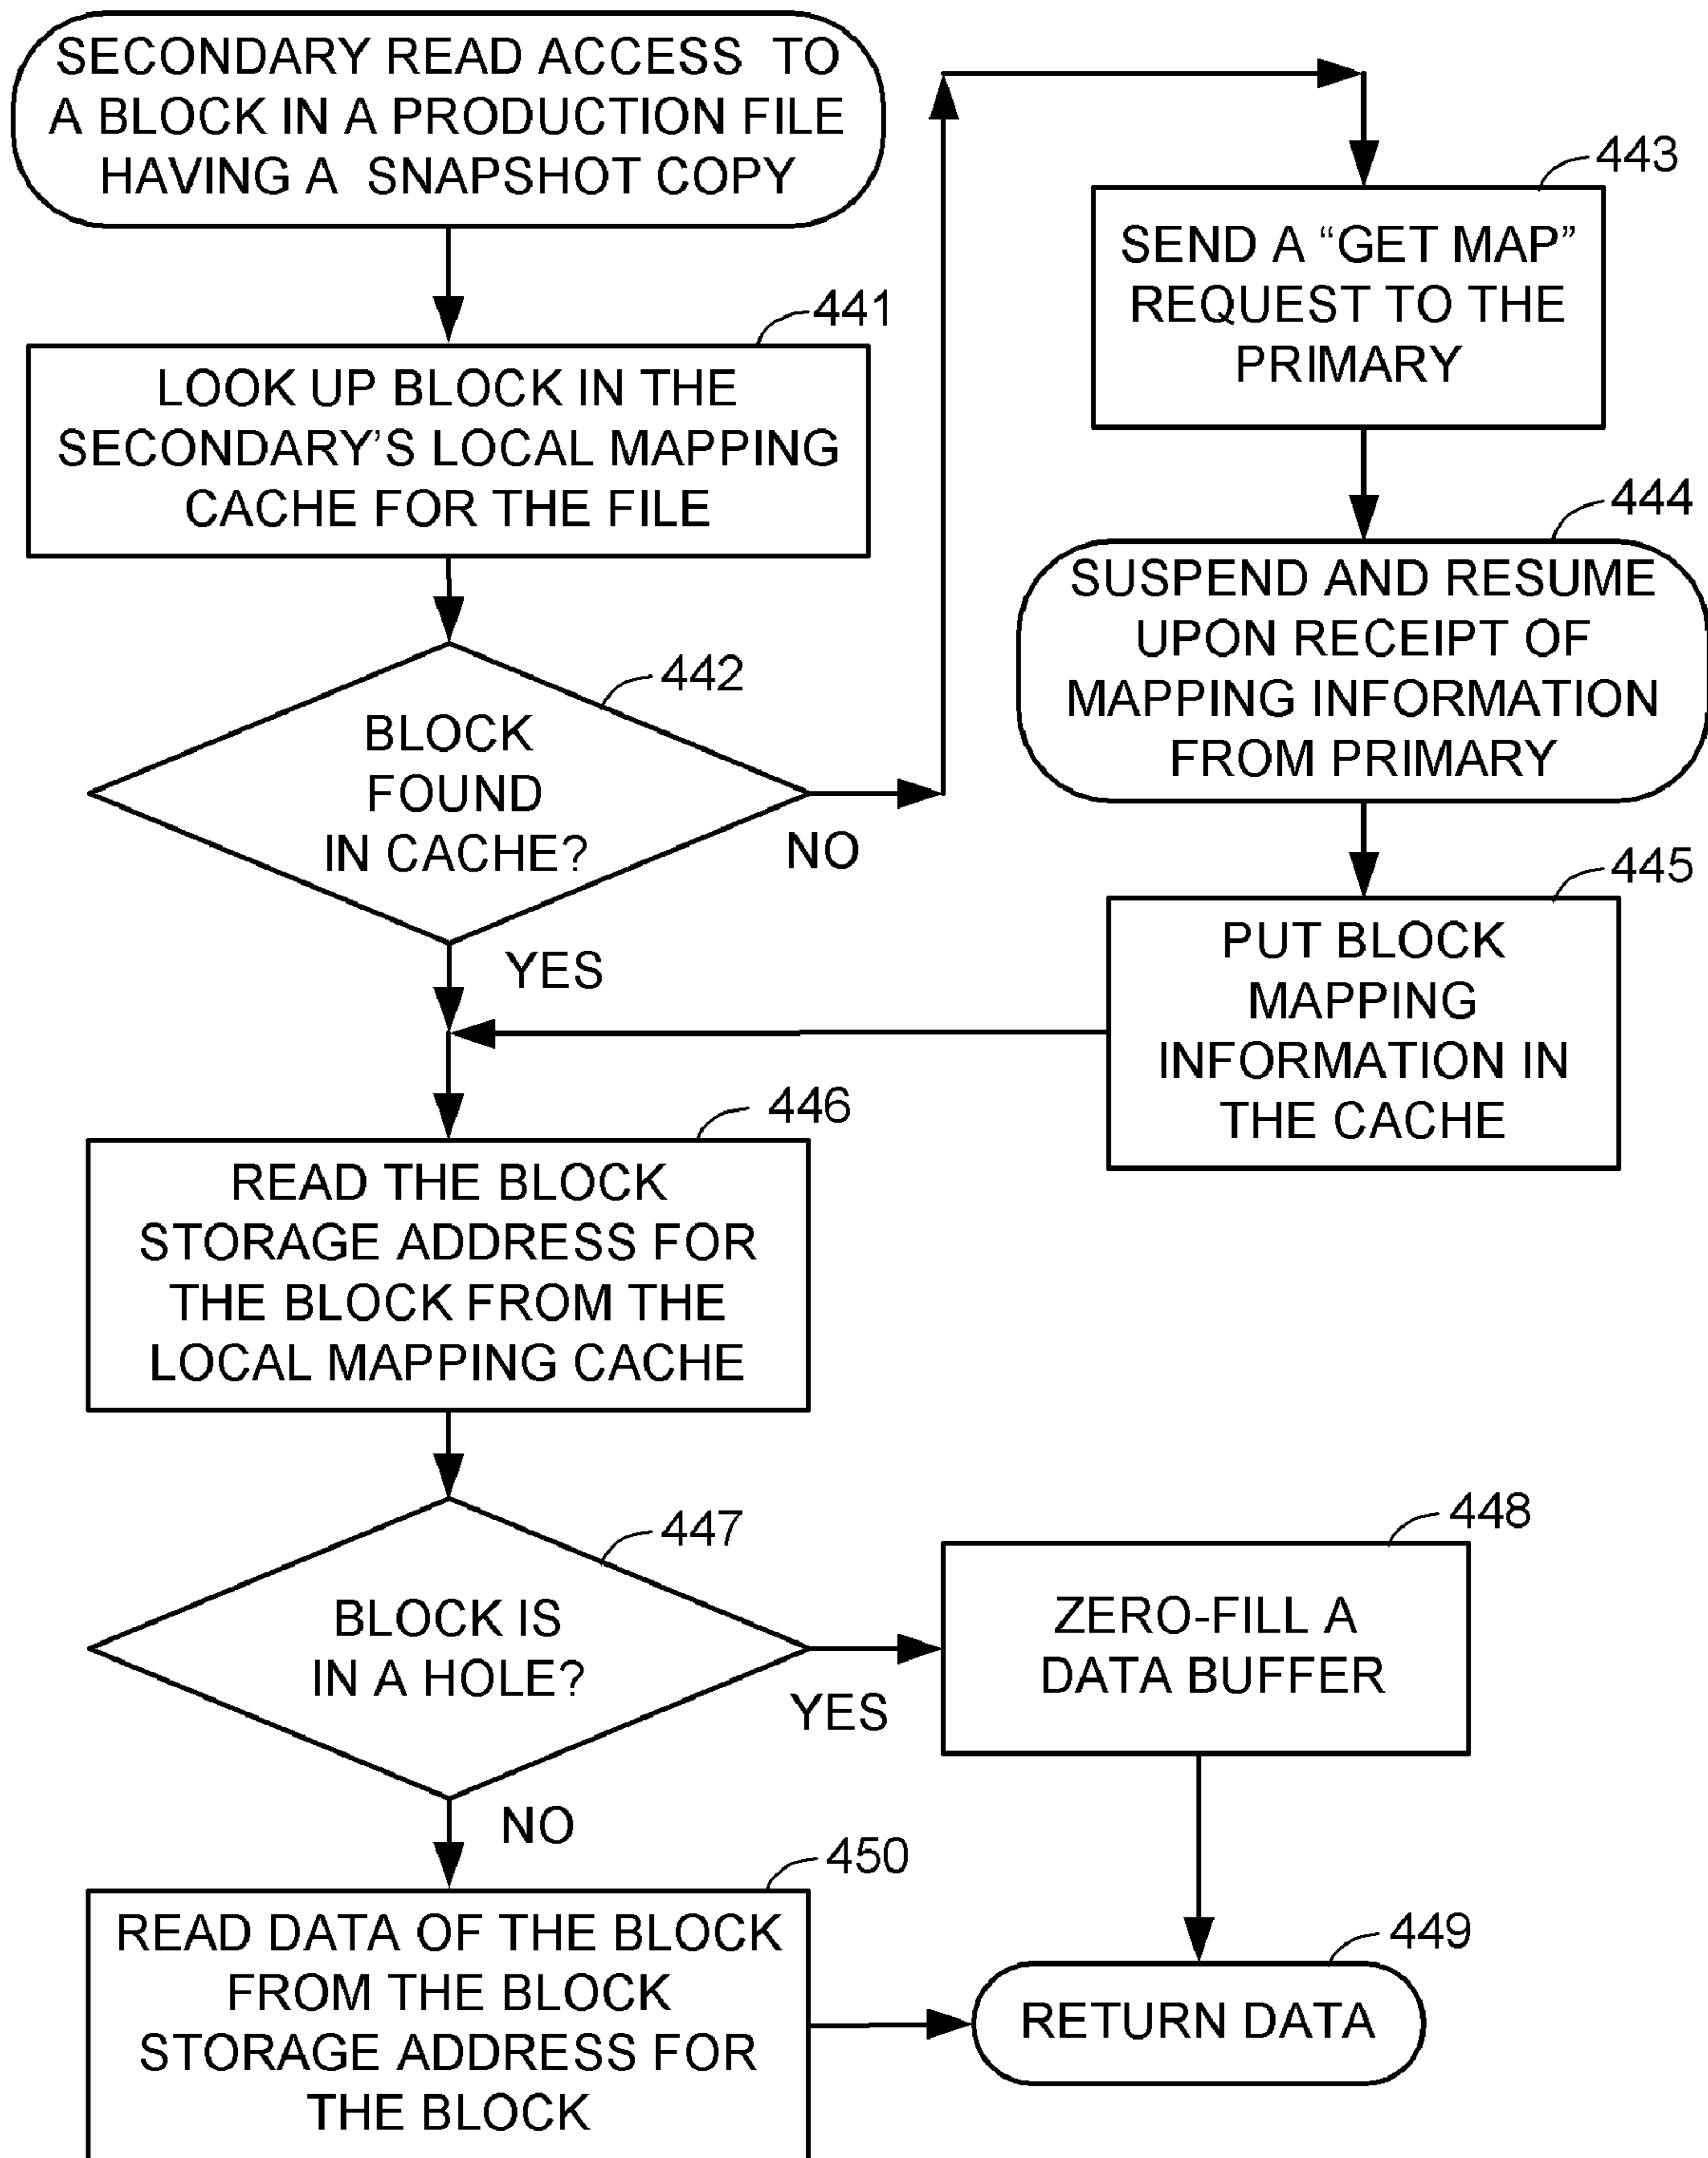 SECONDARY READ ACCESS TO
A BLOCK IN A PRODUCTION FILE
HAVING A SNAPSHOT COPY
441
LOOK UP BLOCK IN THE
SECONDARY'S LOCAL MAPPING
CACHE FOR THE FILE
442
BLOCK
FOUND
IN CACHE?
NO
YES
443
SEND A “GET MAP”
REQUEST TO THE
PRIMARY
444
SUSPEND AND RESUME
UPON RECEIPT OF
MAPPING INFORMATION
FROM PRIMARY
445
PUT BLOCK
MAPPING
INFORMATION IN
THE CACHE
446
READ THE BLOCK
STORAGE ADDRESS FOR
THE BLOCK FROM THE
LOCAL MAPPING CACHE
447
BLOCK IS
IN A HOLE?
YES
NO
448
ZERO-FILL A
DATA BUFFER
450
READ DATA OF THE BLOCK
FROM THE BLOCK
STORAGE ADDRESS FOR
THE BLOCK
449
RETURN DATA